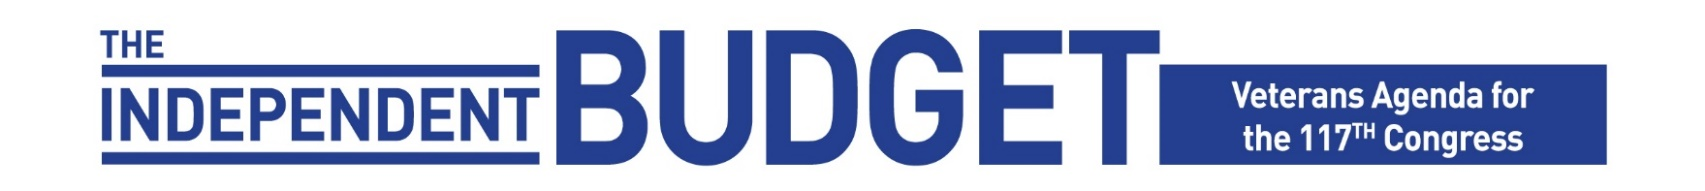 THE
INDEPENDENT
BUDGET
Veterans Agenda for
the 117TH Congress